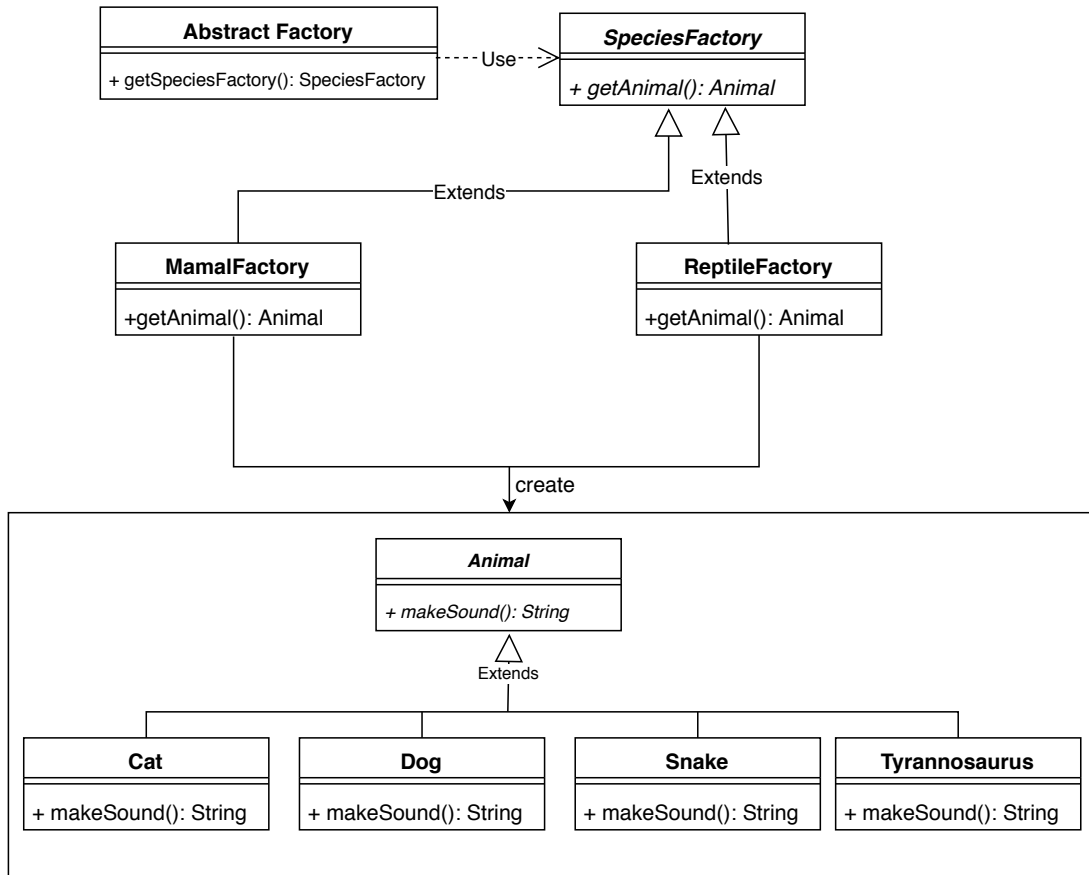 Abstract Factory
+ getSpeciesFactory(): SpeciesFactory
Use
SpeciesFactory
+ getAnimal(): Animal
Extends
Extends
MamalFactory
+getAnimal(): Animal
ReptileFactory
+getAnimal(): Animal
create
Animal
+ makeSound(): String
Extends
Cat
+ makeSound(): String
Dog
+ makeSound(): String
Snake
+ makeSound(): String
Tyrannosaurus
+ makeSound(): String